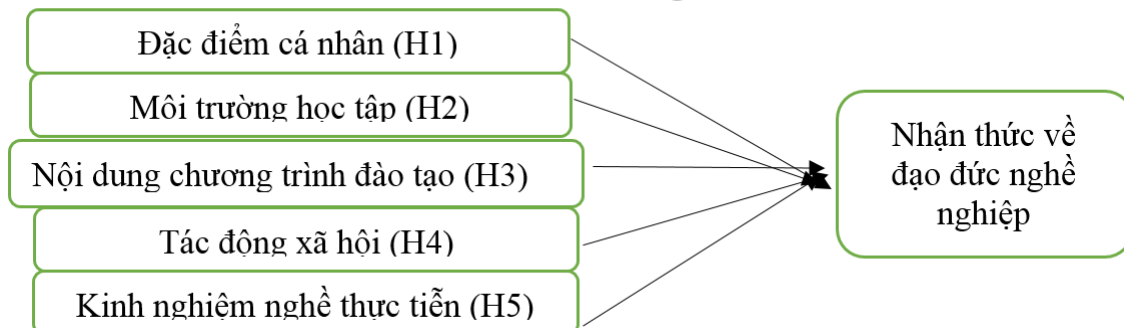 Đặc điểm cá nhân (H1)
Môi trường học tập (H2)
Nội dung chương trình đào tạo (H3)
Tác động xã hội (H4)
Kinh nghiệm nghề thực tiễn (H5)
Nhận thức về
đạo đức nghề
nghiệp